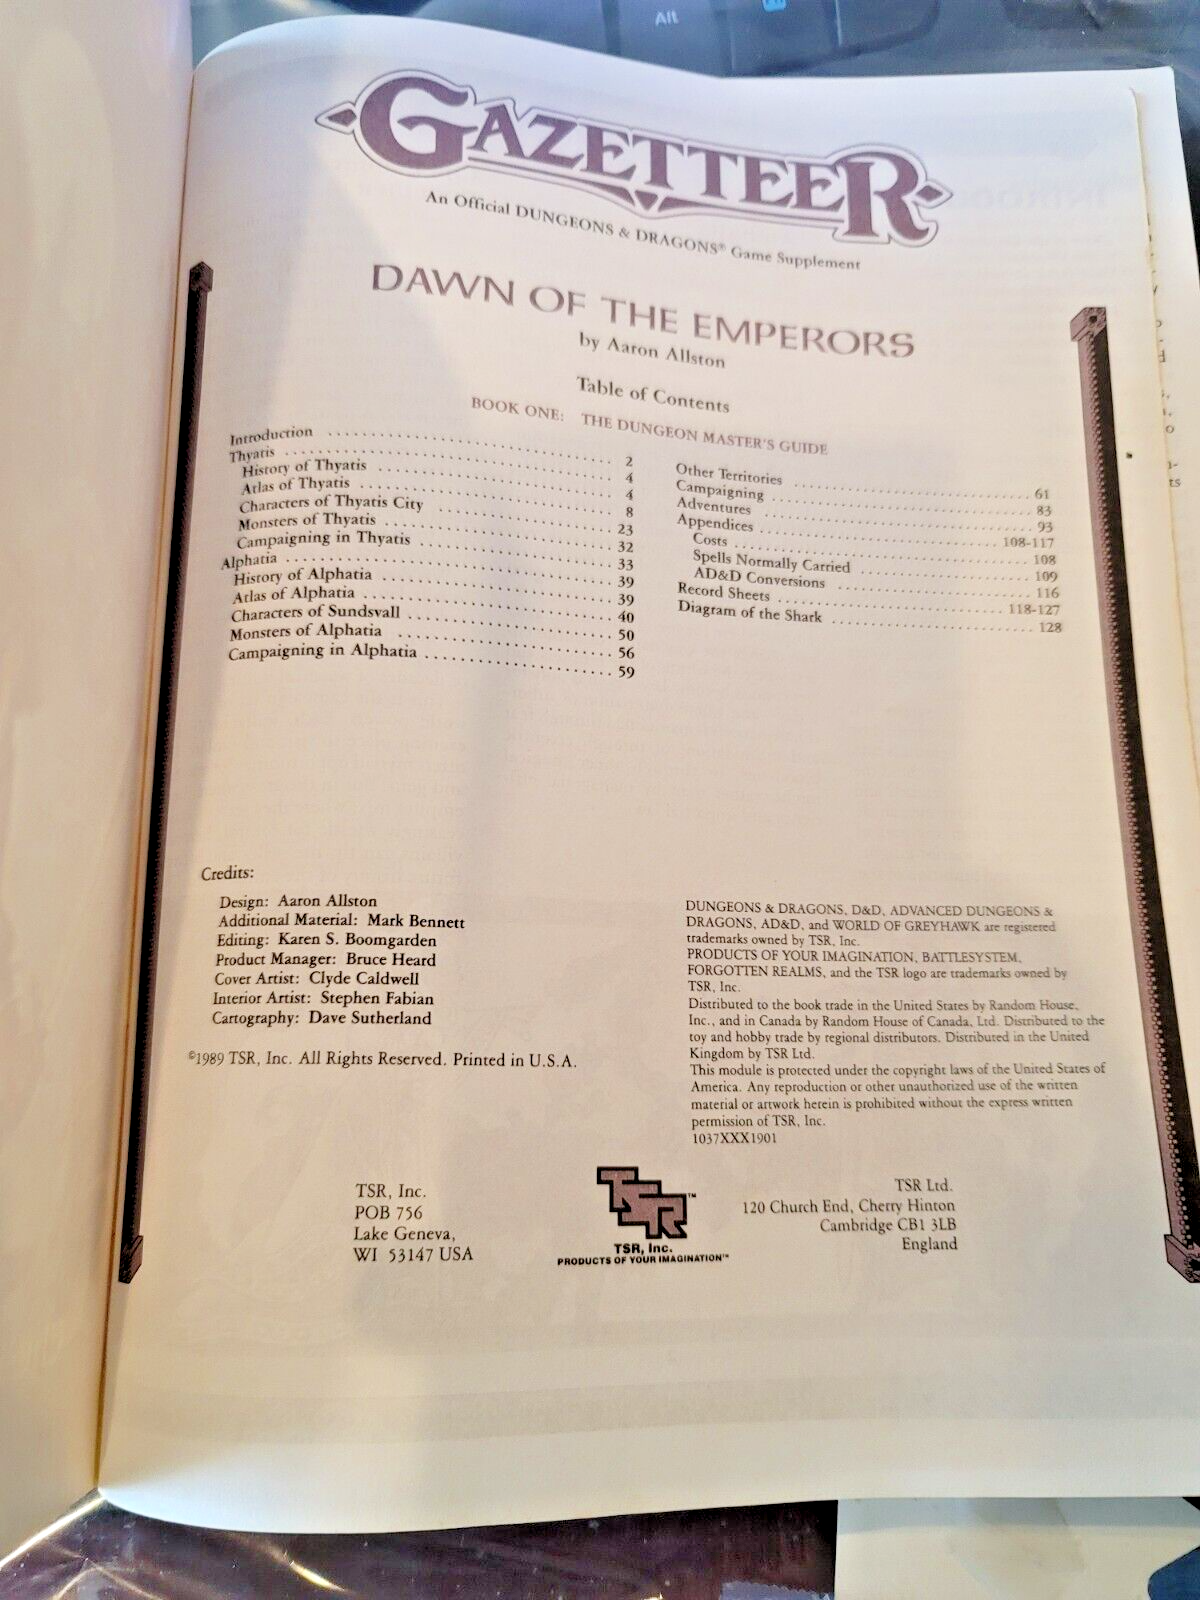 Alt
GAZETTEER
An Official DUNGEONS & DRAGONS® Game Supplement
DAWN OF THE EMPERORS
by Aaron Allston
Table of Contents
BOOK ONE: THE DUNGEON MASTER'S GUIDE
Introduction .......... 2
Thyatis .......... 4
History of Thyatis .......... 4
Atlas of Thyatis .......... 8
Characters of Thyatis City .......... 23
Monsters of Thyatis .......... 32
Campaigning in Thyatis .......... 33
Alphatia .......... 39
History of Alphatia .......... 39
Atlas of Alphatia .......... 40
Characters of Sundsvall .......... 50
Monsters of Alphatia .......... 56
Campaigning in Alphatia .......... 59
Other Territories .......... 61
Campaigning .......... 83
Adventures .......... 93
Appendices .......... 108-117
Costs .......... 108
Spells Normally Carried .......... 109
AD&D Conversions .......... 116
Record Sheets .......... 118-127
Diagram of the Shark .......... 128
Credits:
Design: Aaron Allston
Additional Material: Mark Bennett
Editing: Karen S. Boomgarden
Product Manager: Bruce Heard
Cover Artist: Clyde Caldwell
Interior Artist: Stephen Fabian
Cartography: Dave Sutherland
©1989 TSR, Inc. All Rights Reserved. Printed in U.S.A.
DUNGEONS & DRAGONS, D&D, ADVANCED DUNGEONS &
DRAGONS, AD&D, and WORLD OF GREYHAWK are registered
trademarks owned by TSR, Inc.
PRODUCTS OF YOUR IMAGINATION, BATTLESYSTEM,
FORGOTTEN REALMS, and the TSR logo are trademarks owned by
TSR, Inc.
Distributed to the book trade in the United States by Random House,
Inc., and in Canada by Random House of Canada, Ltd. Distributed to the
toy and hobby trade by regional distributors. Distributed in the United
Kingdom by TSR Ltd.
This module is protected under the copyright laws of the United States of
America. Any reproduction or other unauthorized use of the written
material or artwork herein is prohibited without the express written
permission of TSR, Inc.
1037XXX1901
TSR, Inc.
POB 756
Lake Geneva,
WI 53147 USA
TSR™
TSR, Inc.
PRODUCTS OF YOUR IMAGINATION™
TSR Ltd.
120 Church End, Cherry Hinton
Cambridge CB1 3LB
England